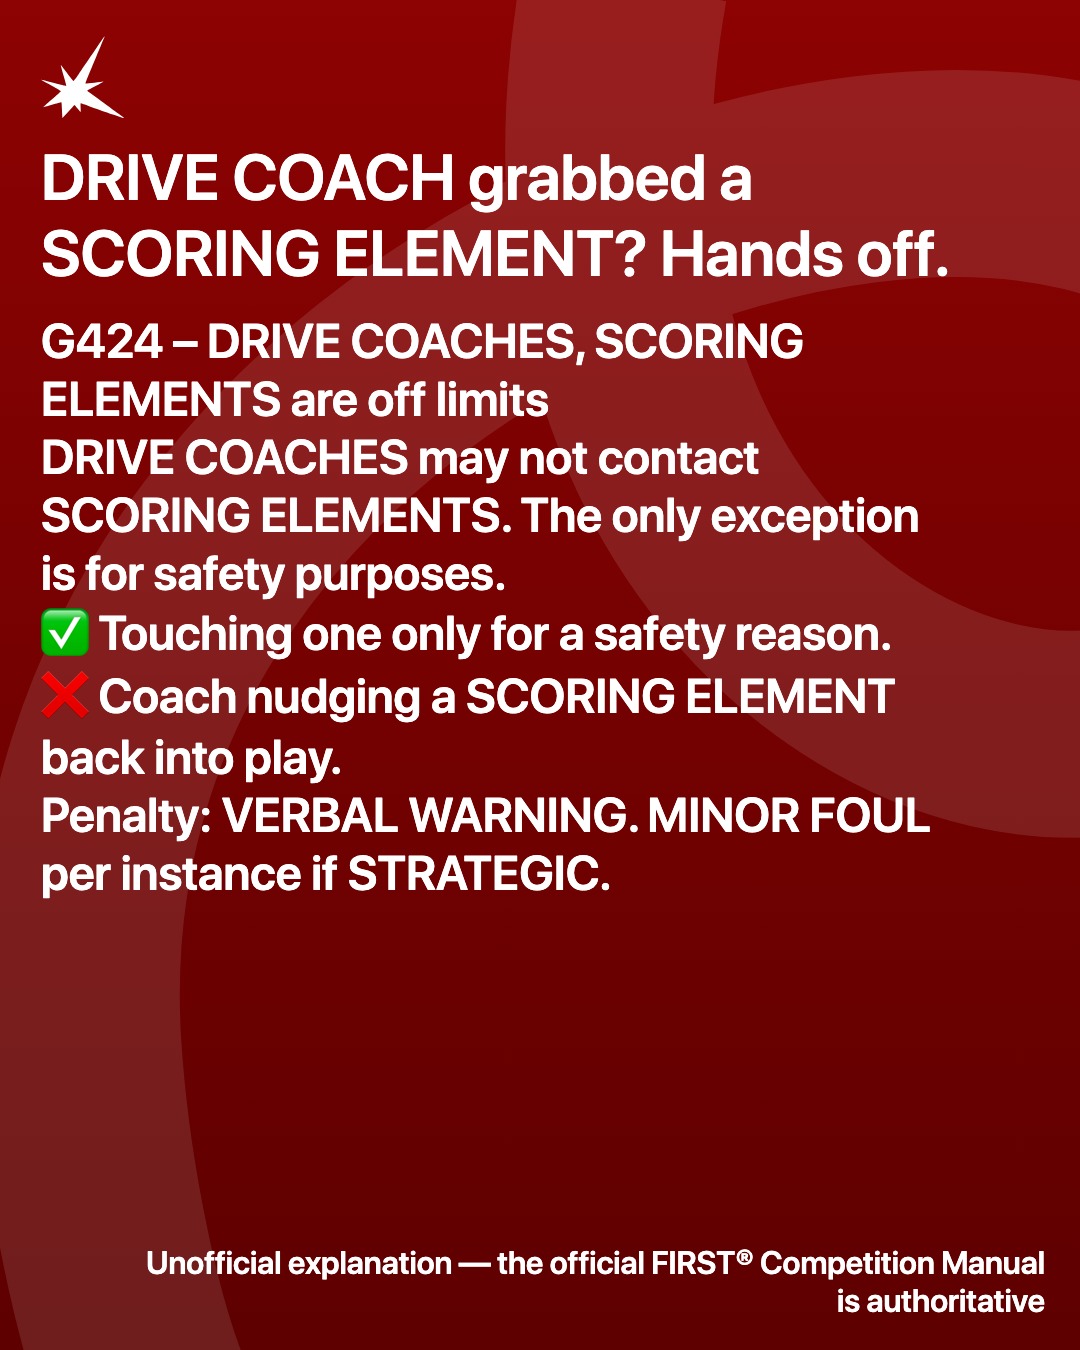 DRIVE COACH grabbed a
SCORING ELEMENT? Hands off.
G424 – DRIVE COACHES, SCORING
ELEMENTS are off limits
DRIVE COACHES may not contact
SCORING ELEMENTS. The only exception
is for safety purposes.
✅ Touching one only for a safety reason.
❌ Coach nudging a SCORING ELEMENT
back into play.
Penalty: VERBAL WARNING. MINOR FOUL
per instance if STRATEGIC.
Unofficial explanation — the official FIRST® Competition Manual
is authoritative